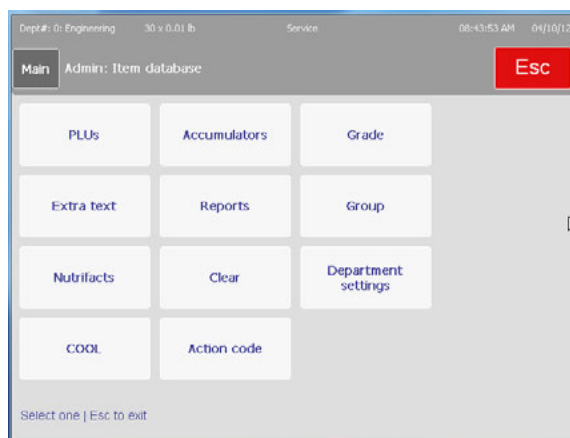 Dept#: 0: Engineering 30 x 0.01 lb Service 08:43:53 AM 04/10/12
Main Admin: Item database Esc
PLUs Accumulators Grade
Extra text Reports Group
Nutrifacts Clear Department settings
COOL Action code
Select one | Esc to exit